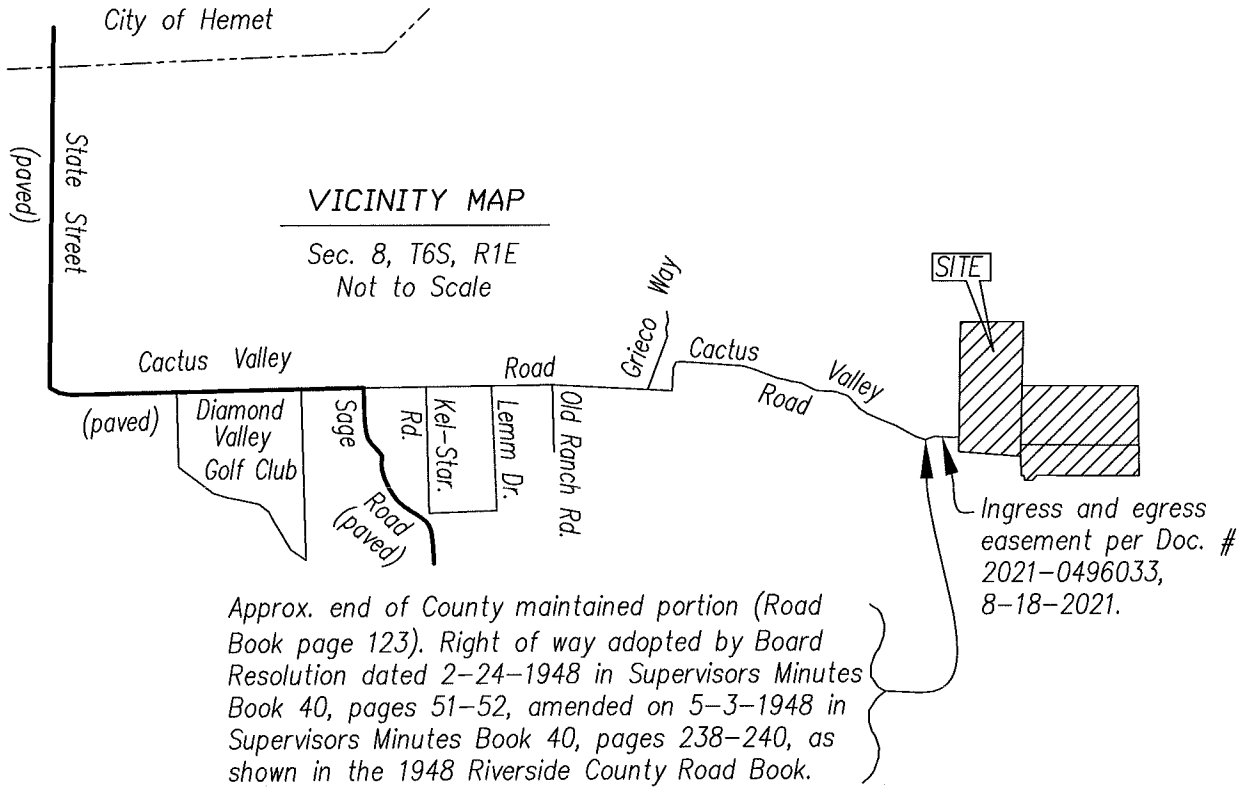 City of Hemet
State Street
(paved)
VICINITY MAP
Sec. 8, T6S, R1E
Not to Scale
SITE
Grieco Way
Cactus Valley
Road
Cactus
Valley
Road
(paved)
Diamond
Valley
Golf Club
Sage
Road
(paved)
Kel-Star.
Rd.
Lemm Dr.
Old Ranch Rd.
Ingress and egress
easement per Doc. #
2021-0496033,
8-18-2021.
Approx. end of County maintained portion (Road
Book page 123). Right of way adopted by Board
Resolution dated 2-24-1948 in Supervisors Minutes
Book 40, pages 51-52, amended on 5-3-1948 in
Supervisors Minutes Book 40, pages 238-240, as
shown in the 1948 Riverside County Road Book.